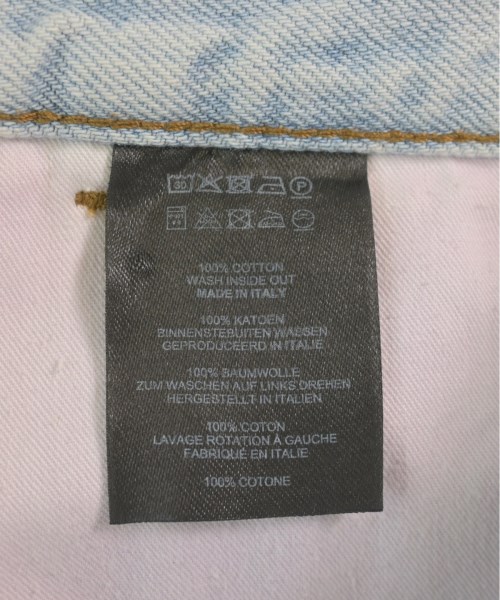 30 P
100% COTTON
WASH INSIDE OUT
MADE IN ITALY
100% KATOEN
BINNENSTEBUITEN WASSEN
GEPRODUCEERD IN ITALIE
100% BAUMWOLLE
ZUM WASCHEN AUF LINKS DREHEN
HERGESTELLT IN ITALIEN
100% COTON
LAVAGE ROTATION À GAUCHE
FABRIQUÉ EN ITALIE
100% COTONE